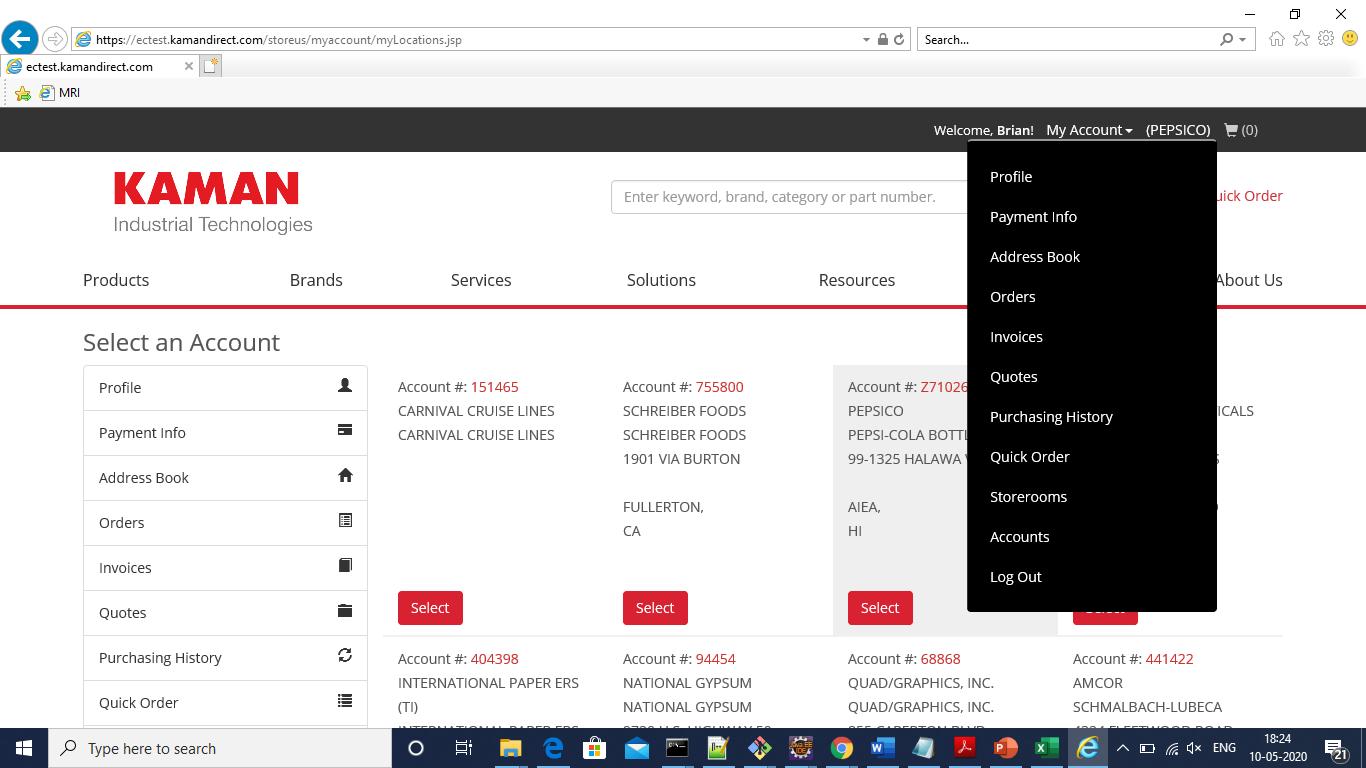 https://ectest.kamandirect.com/storeus/myaccount/myLocations.jsp
Search...
ectest.kamandirect.com
MRI
Welcome, Brian! My Account (PEPSICO) (0)
KAMAN
Industrial Technologies
Enter keyword, brand, category or part number.
uick Order
Products Brands Services Solutions Resources About Us
Profile
Payment Info
Address Book
Orders
Invoices
Quotes
Purchasing History
Quick Order
Storerooms
Accounts
Log Out
Select an Account
Profile
Payment Info
Address Book
Orders
Invoices
Quotes
Purchasing History
Quick Order
Account #: 151465
CARNIVAL CRUISE LINES
CARNIVAL CRUISE LINES
Select
Account #: 755800
SCHREIBER FOODS
SCHREIBER FOODS
1901 VIA BURTON
FULLERTON,
CA
Select
Account #: Z71026
PEPSICO
PEPSI-COLA BOTTL
99-1325 HALAWA
AIEA,
HI
Select
ICALS
Account #: 404398
INTERNATIONAL PAPER ERS
(TI)
INTERNATIONAL PAPER ERS
Account #: 94454
NATIONAL GYPSUM
NATIONAL GYPSUM
Account #: 68868
QUAD/GRAPHICS, INC.
QUAD/GRAPHICS, INC.
Account #: 441422
AMCOR
SCHMALBACH-LUBECA
Type here to search
ENG
18:24
10-05-2020
21